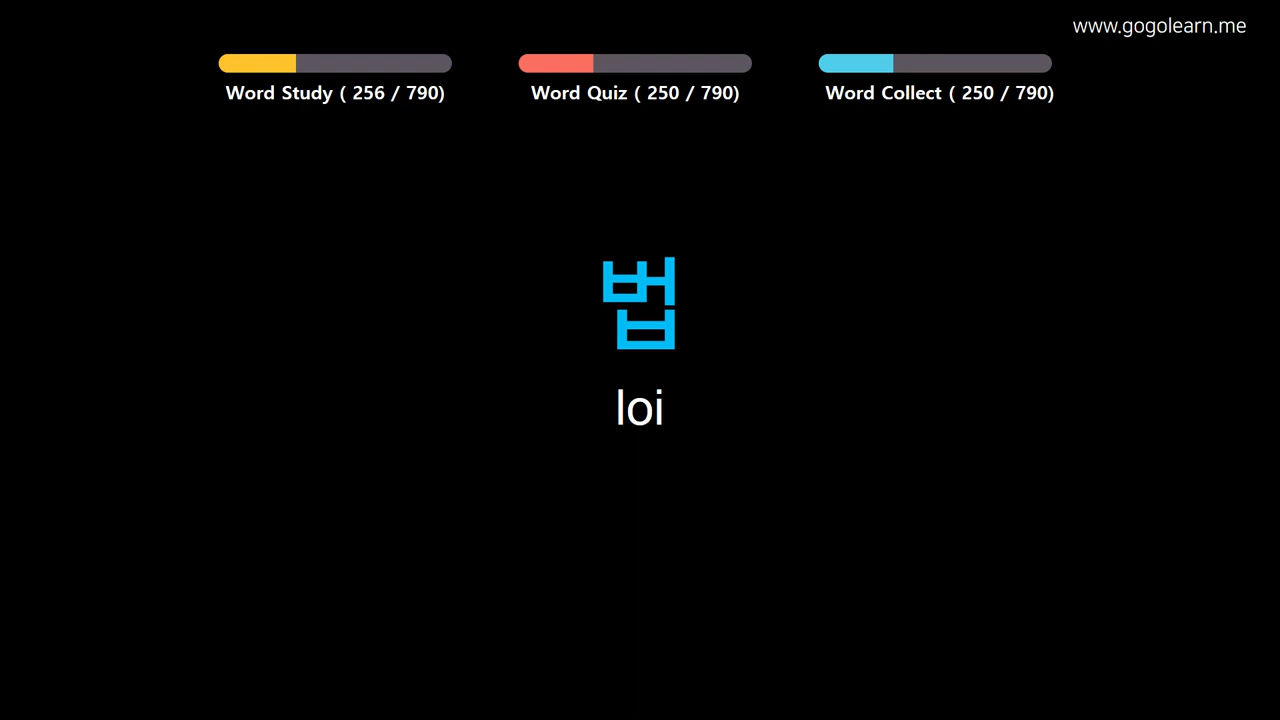 www.gogolearn.me
Word Study ( 256 / 790)
Word Quiz ( 250 / 790)
Word Collect ( 250 / 790)
법
loi